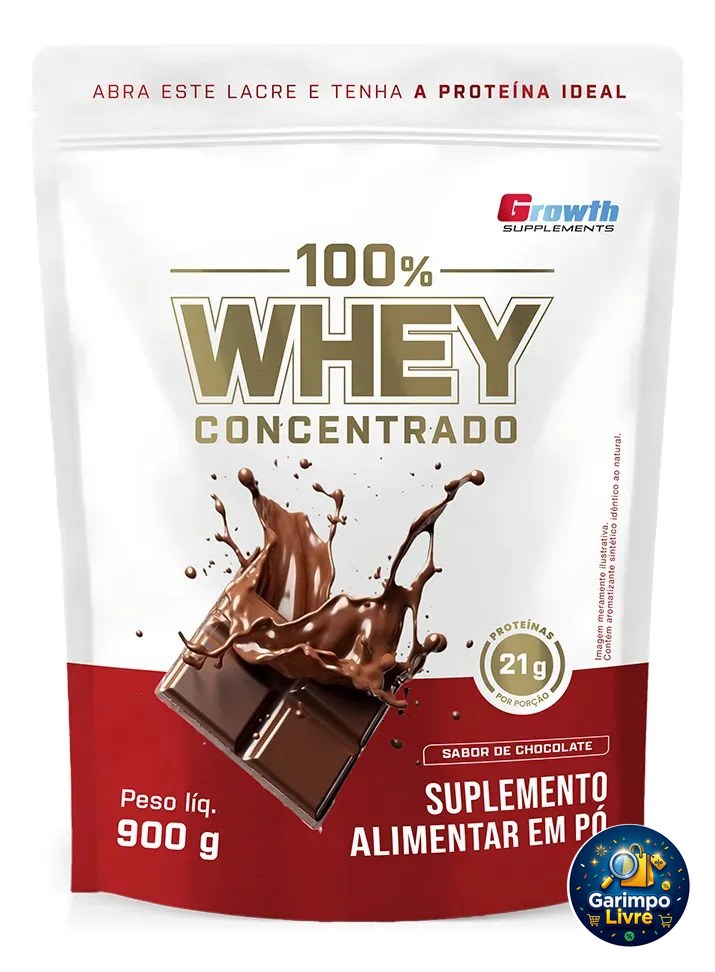 ABRA ESTE LACRE E TENHA A PROTEÍNA IDEAL
Growth
SUPPLEMENTS
100%
WHEY
CONCENTRADO
Imagem meramente ilustrativa.
Contém aromatizante sintético idêntico ao natural.
PROTEÍNAS
21g
POR PORÇÃO
SABOR DE CHOCOLATE
Peso líq.
900 g
SUPLEMENTO
ALIMENTAR EM PÓ
Garimpo
Livre